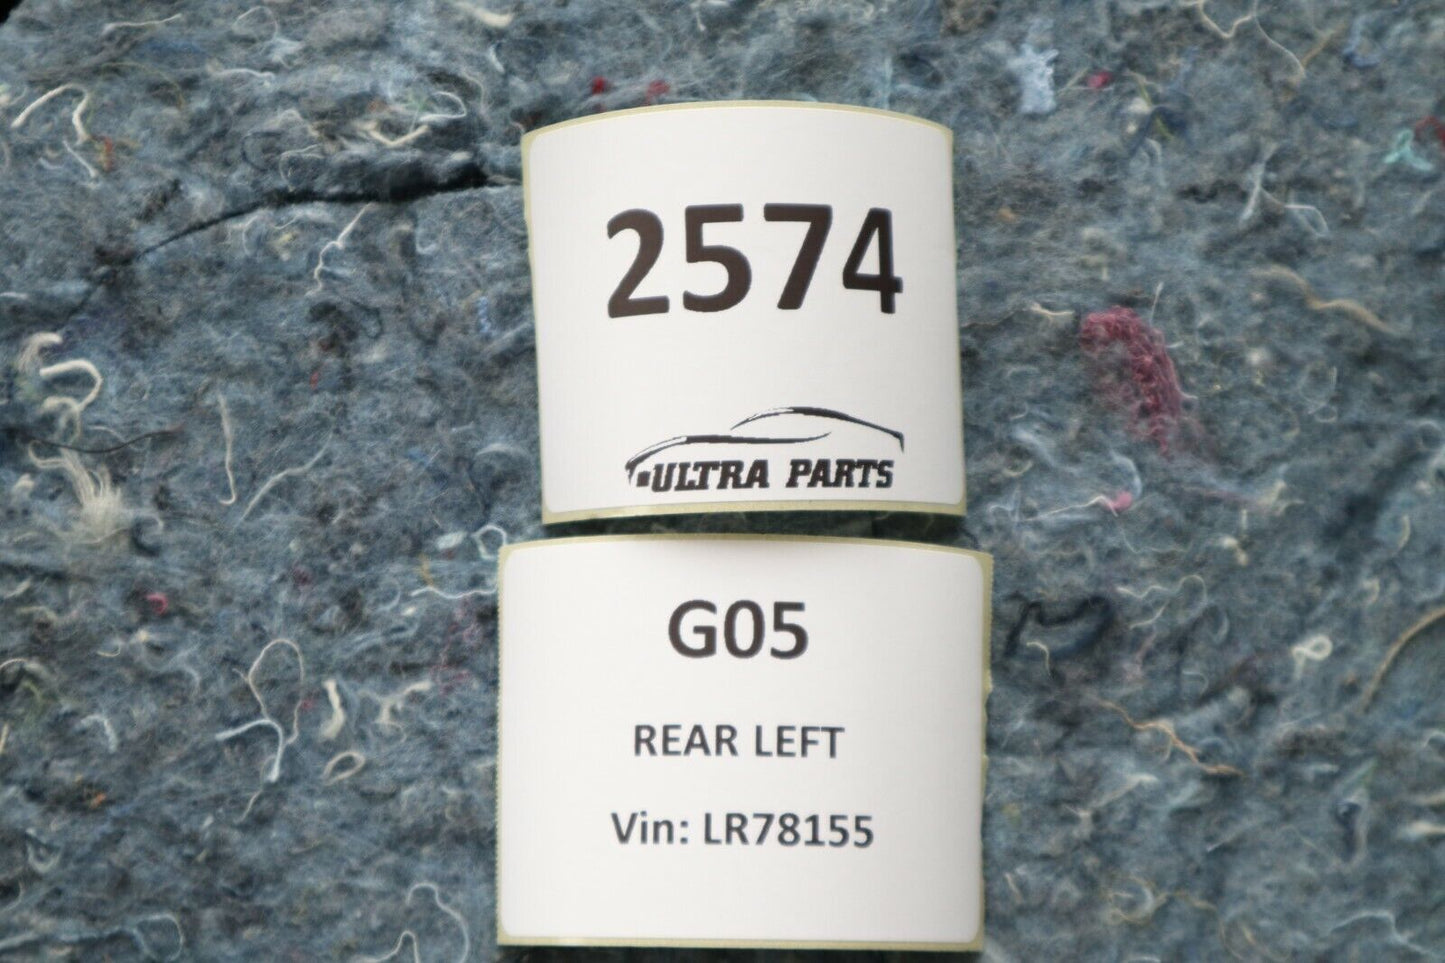 2574
ULTRA PARTS
G05
REAR LEFT
Vin: LR78155